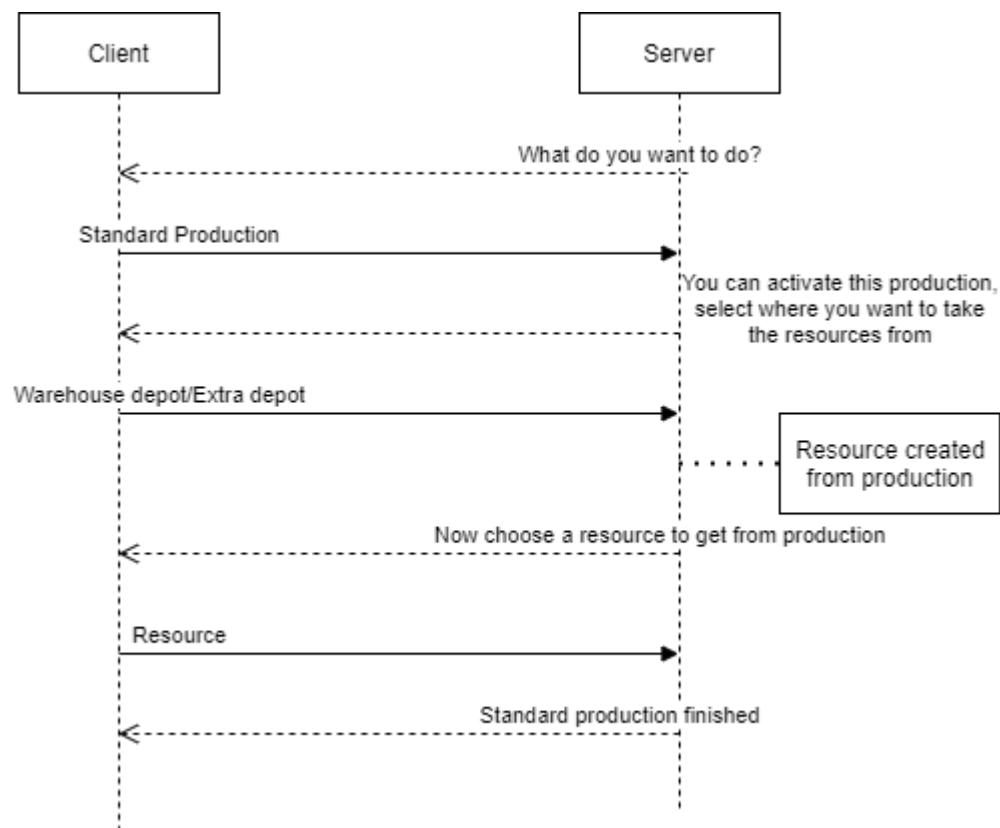 Client
Server
What do you want to do?
Standard Production
You can activate this production,
select where you want to take
the resources from
Warehouse depot/Extra depot
Resource created
from production
Now choose a resource to get from production
Resource
Standard production finished